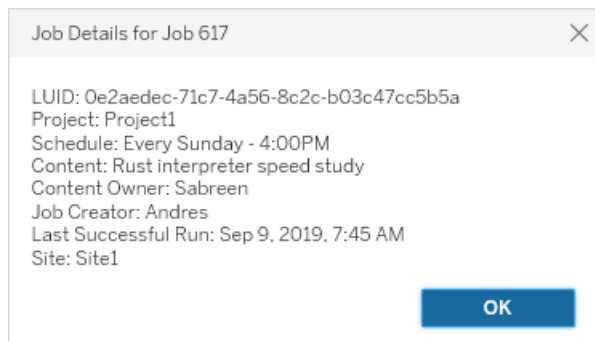 Job Details for Job 617
LUID: 0e2aedec-71c7-4a56-8c2c-b03c47cc5b5a
Project: Project1
Schedule: Every Sunday - 4:00PM
Content: Rust interpreter speed study
Content Owner: Sabreen
Job Creator: Andres
Last Successful Run: Sep 9, 2019, 7:45 AM
Site: Site1
OK